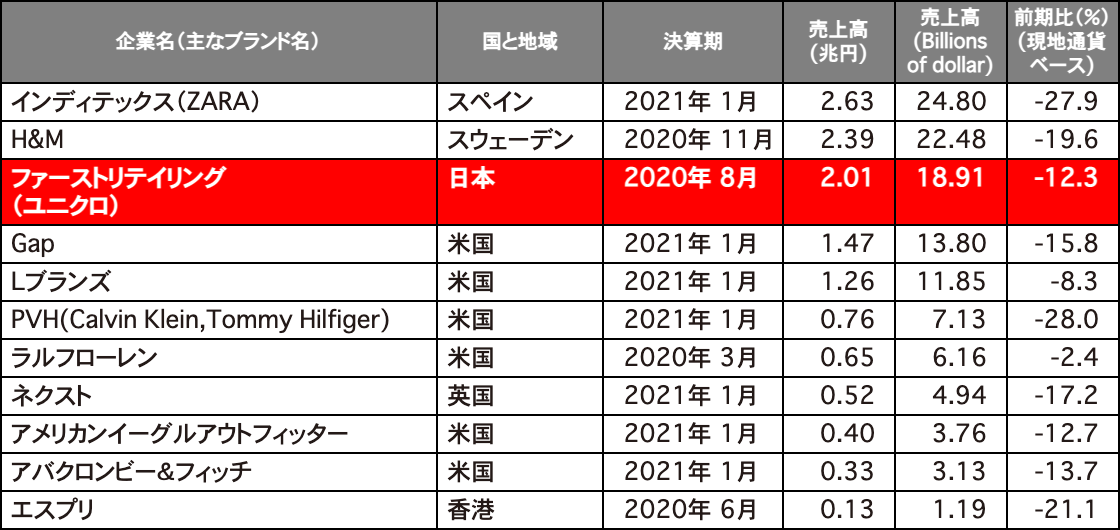 企業名（主なブランド名） 国と地域 決算期 売上高（兆円） 売上高(Billions of dollar) 前期比（%）（現地通貨ベース）
インディテックス（ZARA） スペイン 2021年 1月 2.63 24.80 -27.9
H&M スウェーデン 2020年 11月 2.39 22.48 -19.6
ファーストリテイリング（ユニクロ） 日本 2020年 8月 2.01 18.91 -12.3
Gap 米国 2021年 1月 1.47 13.80 -15.8
Lブランズ 米国 2021年 1月 1.26 11.85 -8.3
PVH(Calvin Klein,Tommy Hilfiger) 米国 2021年 1月 0.76 7.13 -28.0
ラルフローレン 米国 2020年 3月 0.65 6.16 -2.4
ネクスト 英国 2021年 1月 0.52 4.94 -17.2
アメリカンイーグルアウトフィッター 米国 2021年 1月 0.40 3.76 -12.7
アバクロンビー&フィッチ 米国 2021年 1月 0.33 3.13 -13.7
エスプリ 香港 2020年 6月 0.13 1.19 -21.1